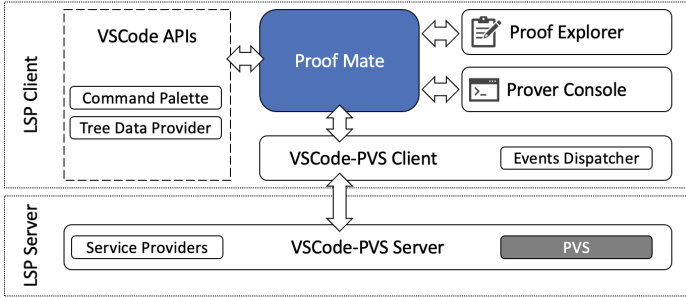 LSP Client
VSCode APIs
Command Palette
Tree Data Provider
Proof Mate
Proof Explorer
>_ Prover Console
VSCode-PVS Client
Events Dispatcher
LSP Server
Service Providers
VSCode-PVS Server
PVS